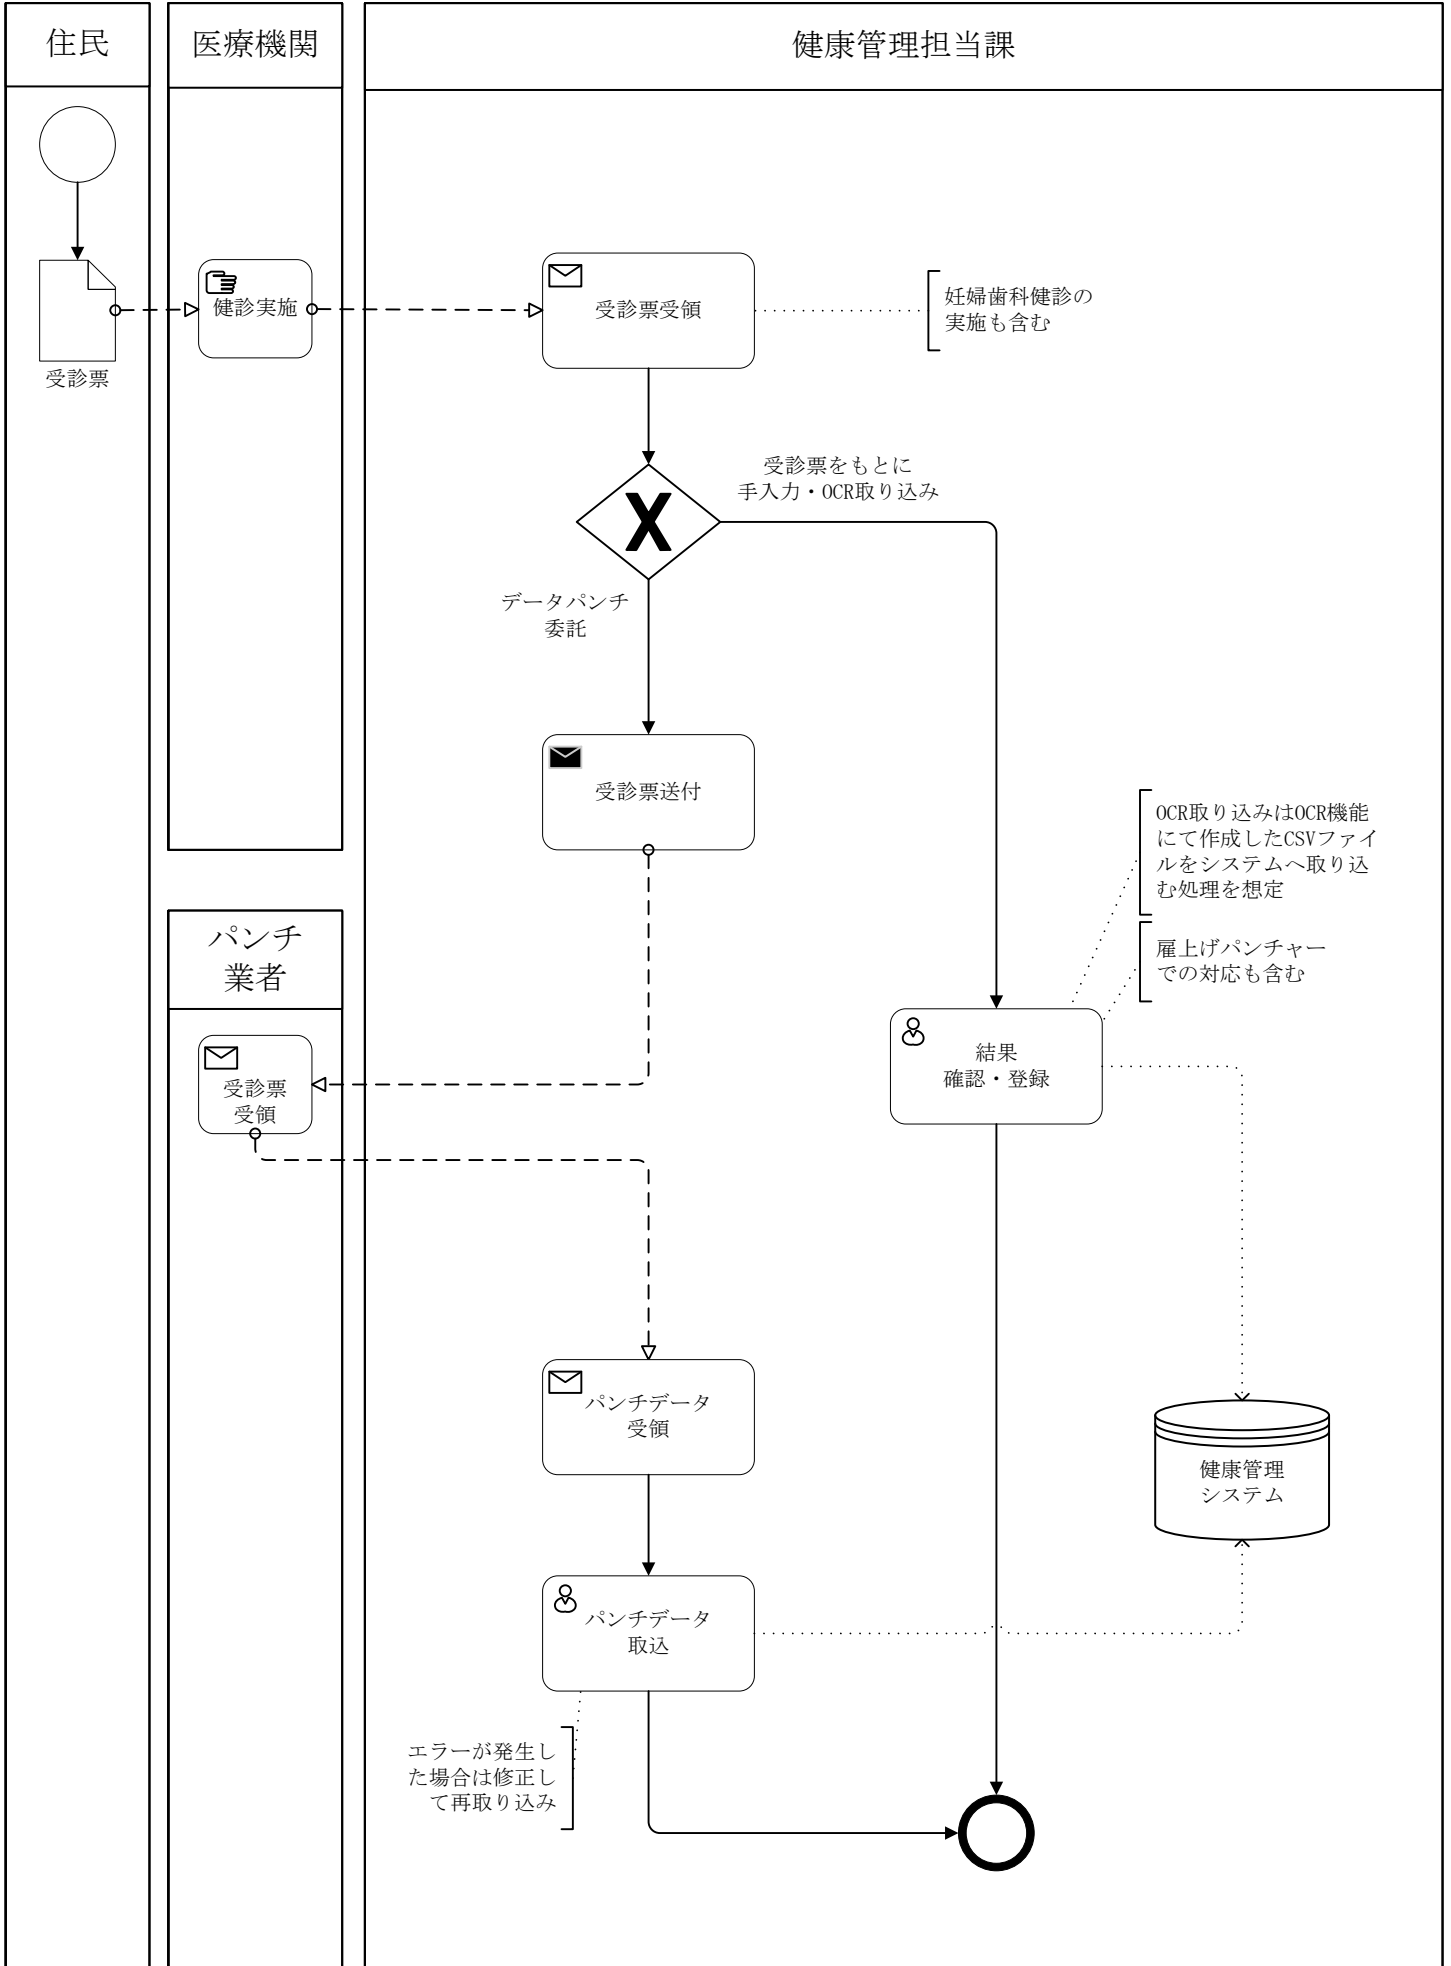 住民
医療機関
健康管理担当課
受診票
健診実施
受診票受領
妊婦歯科健診の
実施も含む
受診票をもとに
手入力・OCR取り込み
X
データパンチ
委託
受診票送付
OCR取り込みはOCR機能
にて作成したCSVファイ
ルをシステムへ取り込
む処理を想定
雇上げパンチャー
での対応も含む
パンチ
業者
受診票
受領
結果
確認・登録
パンチデータ
受領
健康管理
システム
パンチデータ
取込
エラーが発生し
た場合は修正し
て再取り込み